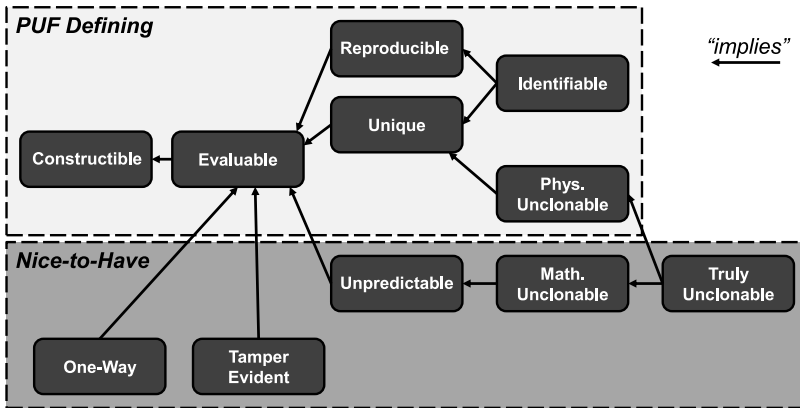 PUF Defining
Reproducible
"implies"
Identifiable
Unique
Constructible
Evaluable
Phys.
Unclonable
Nice-to-Have
Unpredictable
Math.
Unclonable
Truly
Unclonable
One-Way
Tamper
Evident